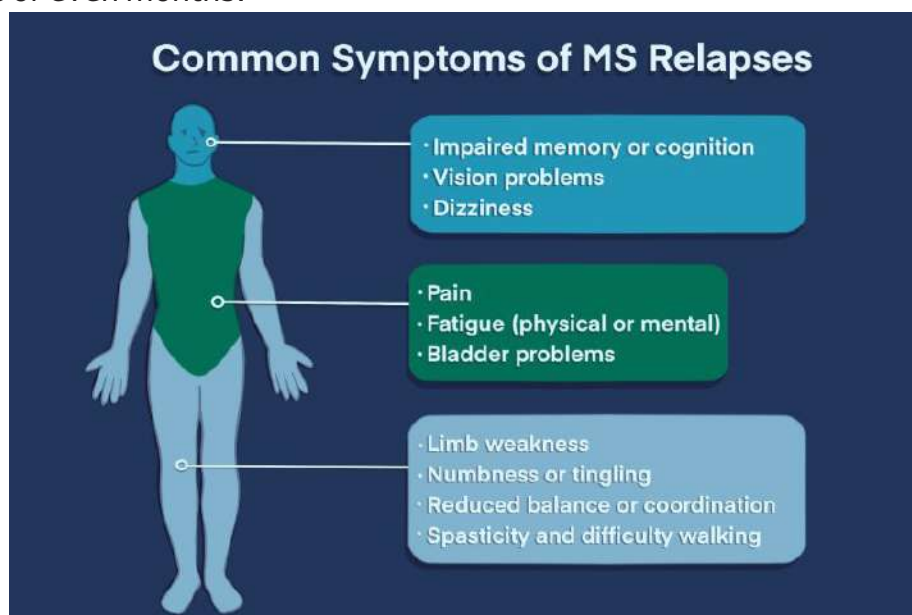 Common Symptoms of MS Relapses
· Impaired memory or cognition
· Vision problems
· Dizziness
· Pain
· Fatigue (physical or mental)
· Bladder problems
· Limb weakness
· Numbness or tingling
· Reduced balance or coordination
· Spasticity and difficulty walking